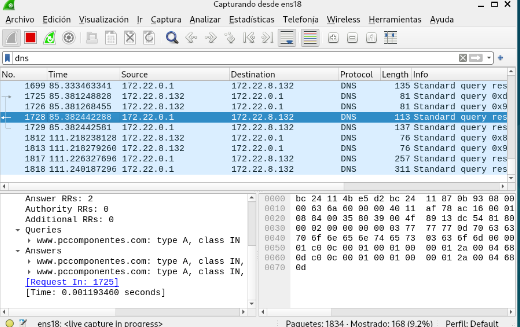 Capturando desde ens18
Archivo Edición Visualización Ir Captura Analizar Estadísticas Telefonía Wireless Herramientas Ayuda
dns
No. Time Source Destination Protocol Length Info
1699 85.333463341 172.22.0.1 172.22.8.132 DNS 135 Standard query res
1725 85.381248828 172.22.8.132 172.22.0.1 DNS 81 Standard query 0xd
1726 85.381268455 172.22.8.132 172.22.0.1 DNS 81 Standard query 0x9
1728 85.382442288 172.22.0.1 172.22.8.132 DNS 113 Standard query res
1729 85.382442581 172.22.0.1 172.22.8.132 DNS 137 Standard query res
1812 111.218238128 172.22.8.132 172.22.0.1 DNS 76 Standard query 0x8
1813 111.218279260 172.22.8.132 172.22.0.1 DNS 76 Standard query 0x9
1817 111.226327696 172.22.0.1 172.22.8.132 DNS 257 Standard query res
1818 111.240187296 172.22.0.1 172.22.8.132 DNS 311 Standard query res
Answer RRs: 2
Authority RRs: 0
Additional RRs: 0
Queries
www.pccomponentes.com: type A, class IN
Answers
www.pccomponentes.com: type A, class IN,
www.pccomponentes.com: type A, class IN,
[Request In: 1725]
[Time: 0.001193460 seconds]
0000 bc 24 11 4b e5 d2 bc 24 11 87 0b 93 08 00
0010 00 63 6a 60 00 00 40 11 af 78 ac 16 00 01
0020 08 84 00 35 80 39 00 4f 89 13 dc 54 81 80
0030 00 02 00 00 00 00 03 77 77 77 0d 70 63 63
0040 70 6f 6e 65 6e 74 65 73 03 63 6f 6d 00 00
0050 01 c0 0c 00 01 00 01 00 00 01 2a 00 04 68
0060 0d c0 0c 00 01 00 01 00 00 01 2a 00 04 68
0070 0d
ens18: <live capture in progress> Paquetes: 1834 · Mostrado: 168 (9.2%) Perfil: Default